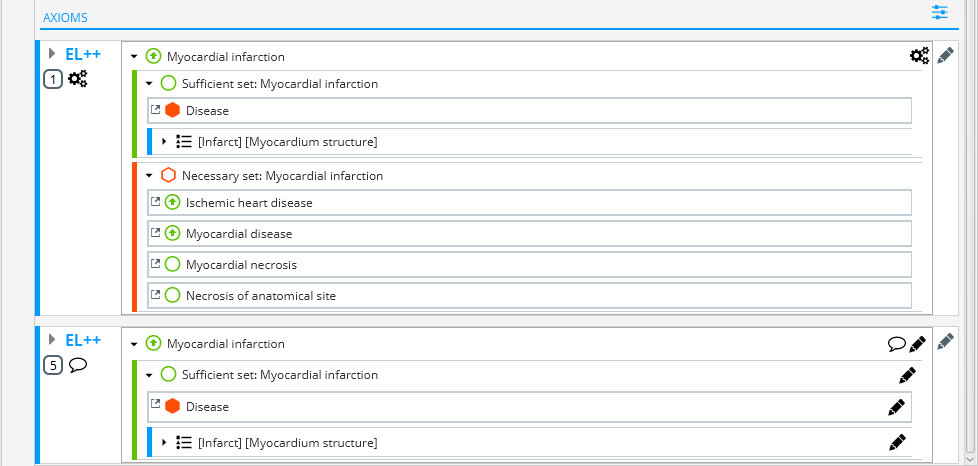 AXIOMS
EL++
1
Myocardial infarction
Sufficient set: Myocardial infarction
Disease
[Infarct] [Myocardium structure]
Necessary set: Myocardial infarction
Ischemic heart disease
Myocardial disease
Myocardial necrosis
Necrosis of anatomical site
EL++
5
Myocardial infarction
Sufficient set: Myocardial infarction
Disease
[Infarct] [Myocardium structure]